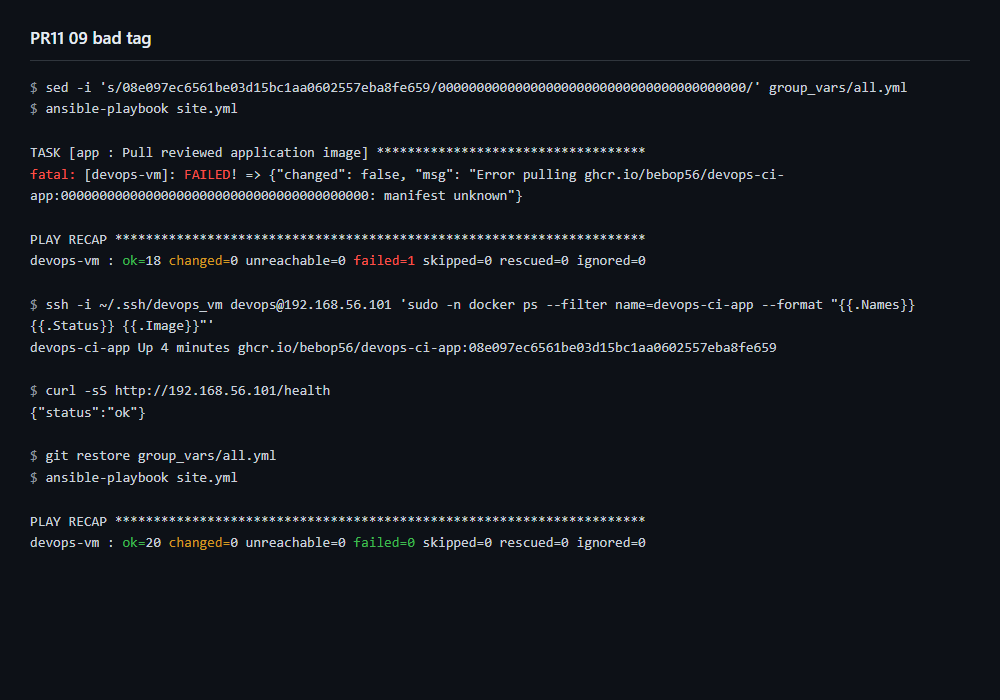 PR11 09 bad tag
$ sed -i 's/08e097ec6561be03d15bc1aa0602557eba8fe659/0000000000000000000000000000000000000000/' group_vars/all.yml
$ ansible-playbook site.yml
TASK [app : Pull reviewed application image] ***********************************
fatal: [devops-vm]: FAILED! => {"changed": false, "msg": "Error pulling ghcr.io/bebop56/devops-ci-
app:0000000000000000000000000000000000000000: manifest unknown"}
PLAY RECAP *********************************************************************
devops-vm : ok=18 changed=0 unreachable=0 failed=1 skipped=0 rescued=0 ignored=0
$ ssh -i ~/.ssh/devops_vm devops@192.168.56.101 'sudo -n docker ps --filter name=devops-ci-app --format "{{.Names}}
{{.Status}} {{.Image}}"'
devops-ci-app Up 4 minutes ghcr.io/bebop56/devops-ci-app:08e097ec6561be03d15bc1aa0602557eba8fe659
$ curl -sS http://192.168.56.101/health
{"status":"ok"}
$ git restore group_vars/all.yml
$ ansible-playbook site.yml
PLAY RECAP *********************************************************************
devops-vm : ok=20 changed=0 unreachable=0 failed=0 skipped=0 rescued=0 ignored=0